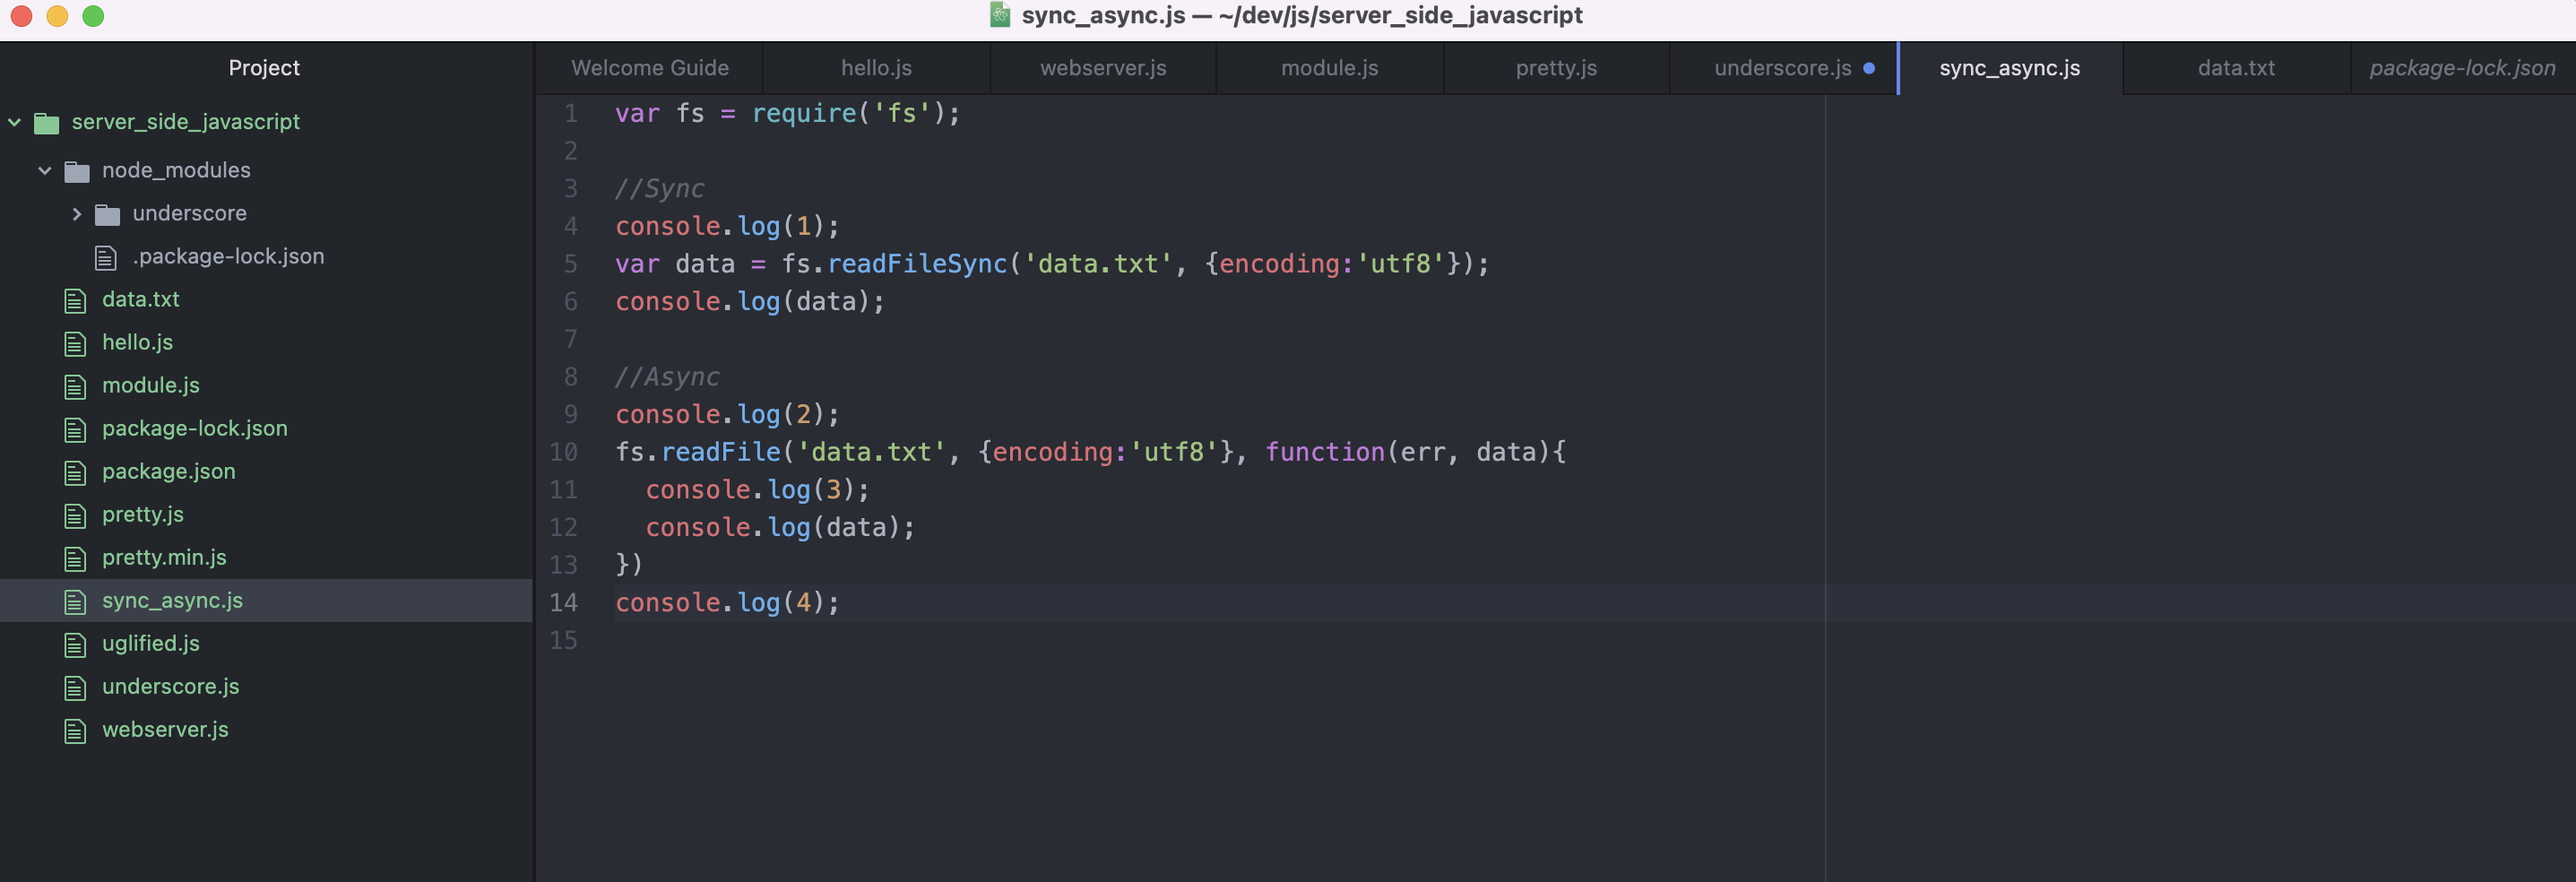 sync_async.js — ~/dev/js/server_side_javascript
Project
server_side_javascript
node_modules
underscore
.package-lock.json
data.txt
hello.js
module.js
package-lock.json
package.json
pretty.js
pretty.min.js
sync_async.js
uglified.js
underscore.js
webserver.js
Welcome Guide hello.js webserver.js module.js pretty.js underscore.js sync_async.js data.txt package-lock.json
1 var fs = require('fs');
2
3 //Sync
4 console.log(1);
5 var data = fs.readFileSync('data.txt', {encoding:'utf8'});
6 console.log(data);
7
8 //Async
9 console.log(2);
10 fs.readFile('data.txt', {encoding:'utf8'}, function(err, data){
11   console.log(3);
12   console.log(data);
13 })
14 console.log(4);
15